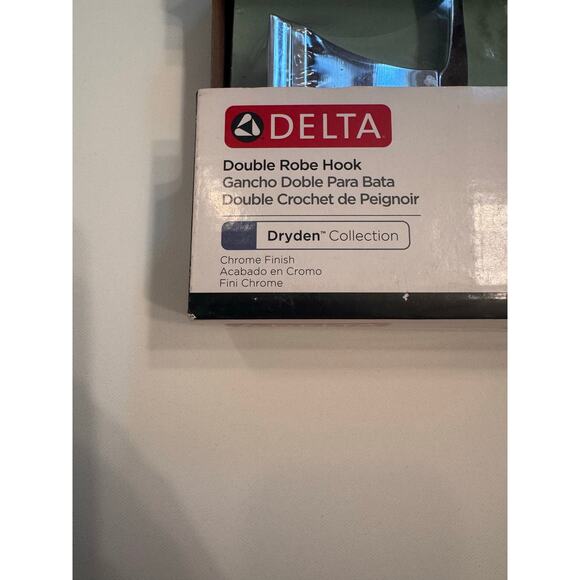 DELTA
Double Robe Hook
Gancho Doble Para Bata
Double Crochet de Peignoir
Dryden™ Collection
Chrome Finish
Acabado en Cromo
Fini Chrome